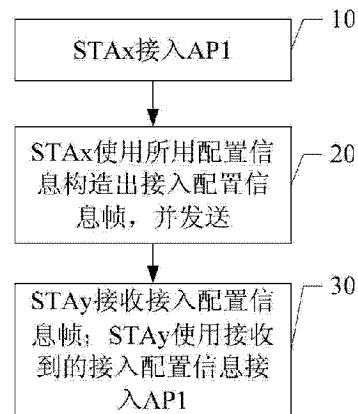 STAx接入AP1
10
STAx使用所用配置信
息构造出接入配置信
息帧，并发送
20
STAy接收接入配置信
息帧；STAy使用接收
到的接入配置信息接
入AP1
30